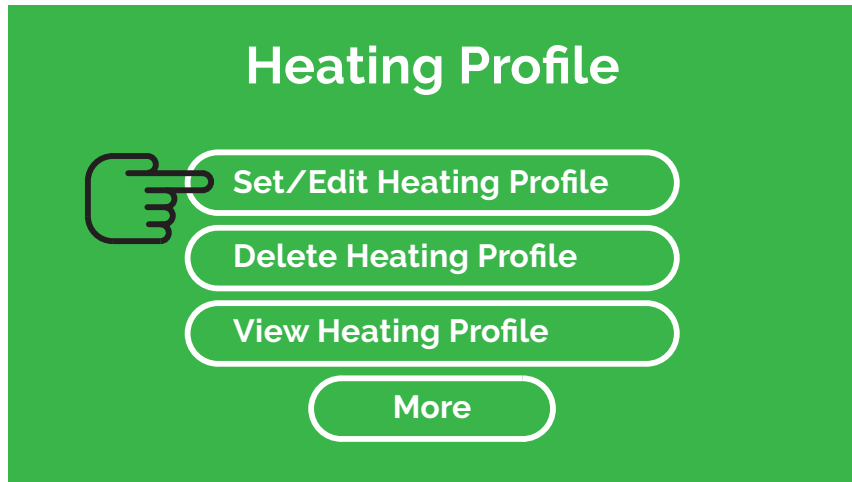 Heating Profile
Set/Edit Heating Profile
Delete Heating Profile
View Heating Profile
More